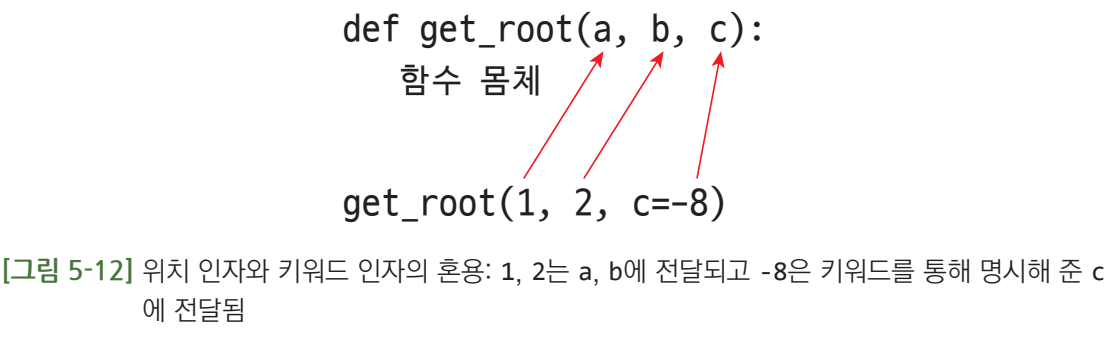 def get_root(a, b, c):
함수 몸체
get_root(1, 2, c=-8)
[그림 5-12] 위치 인자와 키워드 인자의 혼용: 1, 2는 a, b에 전달되고 -8은 키워드를 통해 명시해 준 c
에 전달됨